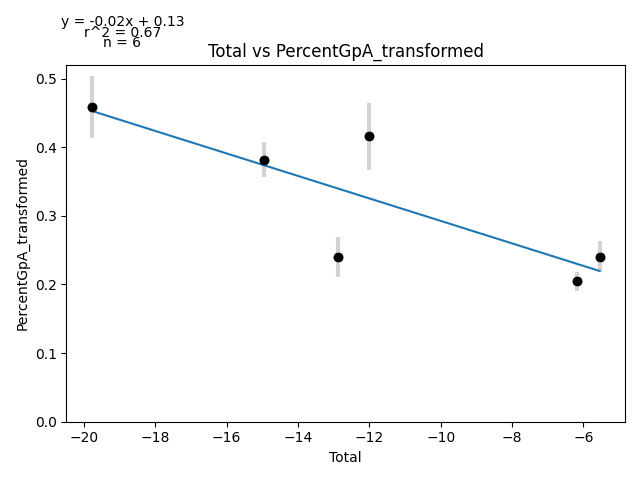 y = -0.02x + 0.13
r^2 = 0.67
n = 6
Total vs PercentGpA_transformed
PercentGpA_transformed
0.5
0.4
0.3
0.2
0.1
0.0
−20
−18
−16
−14
−12
−10
−8
−6
Total